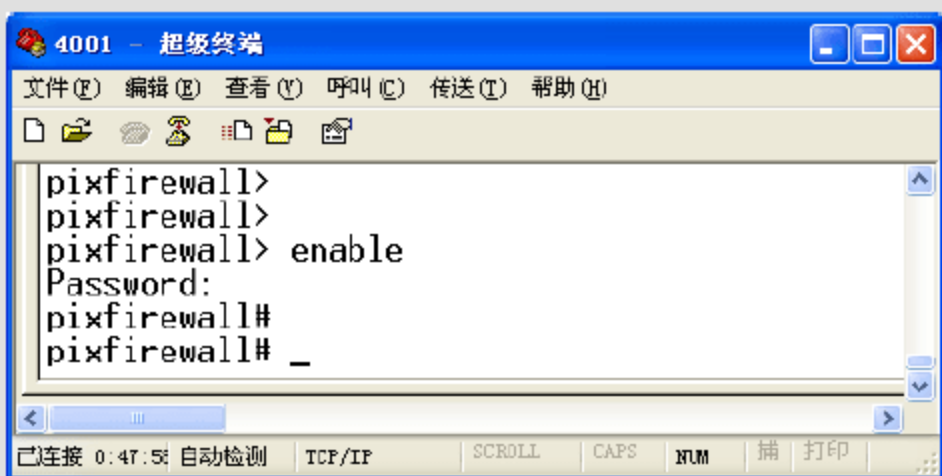 4001 - 超级终端
文件(F) 编辑(E) 查看(V) 呼叫(C) 传送(T) 帮助(H)
pixfirewall>
pixfirewall>
pixfirewall> enable
Password:
pixfirewall#
pixfirewall# _
已连接 0:47:58 自动检测 TCP/IP SCROLL CAPS NUM 捕 打印